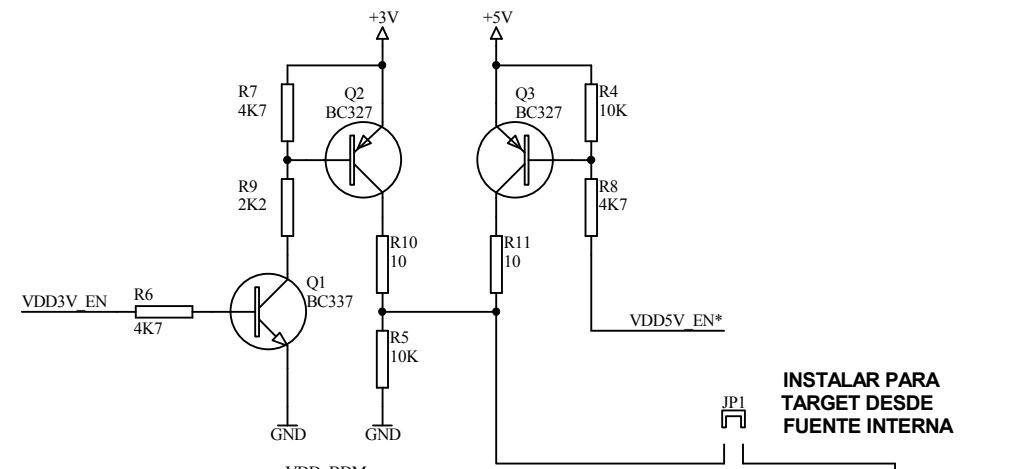 +3V
+5V
R7
4K7
Q2
BC327
Q3
BC327
R4
10K
R9
2K2
R8
4K7
R10
10
R11
10
VDD3V_EN
R6
4K7
Q1
BC337
VDD5V_EN*
R5
10K
GND
GND
JP1
INSTALAR PARA
TARGET DESDE
FUENTE INTERNA